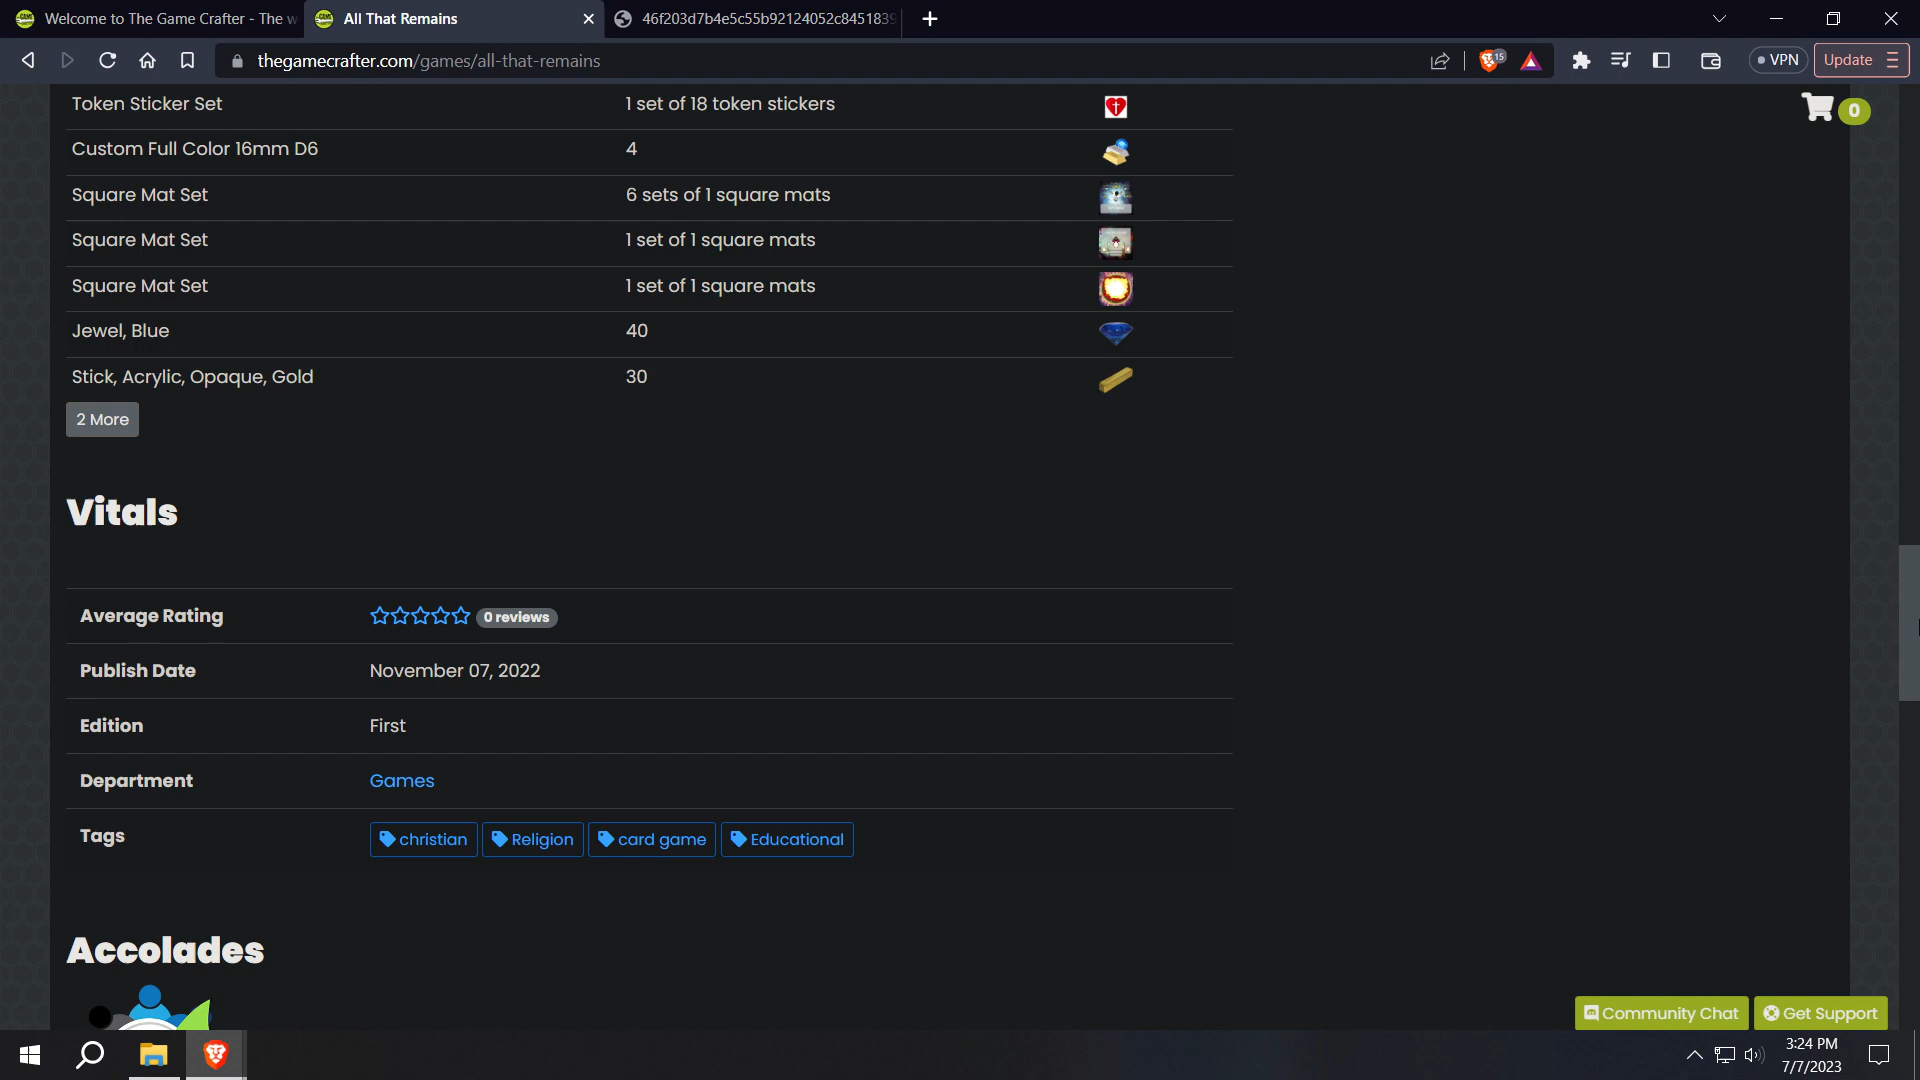 Welcome to The Game Crafter - The w
All That Remains
46f203d7b4e5c55b92124052c8451839
thegamecrafter.com/games/all-that-remains
15
VPN
Update
0
Token Sticker Set 1 set of 18 token stickers
Custom Full Color 16mm D6 4
Square Mat Set 6 sets of 1 square mats
Square Mat Set 1 set of 1 square mats
Square Mat Set 1 set of 1 square mats
Jewel, Blue 40
Stick, Acrylic, Opaque, Gold 30
2 More
Vitals
Average Rating 0 reviews
Publish Date November 07, 2022
Edition First
Department Games
Tags christian Religion card game Educational
Accolades
Community Chat Get Support
3:24 PM
7/7/2023